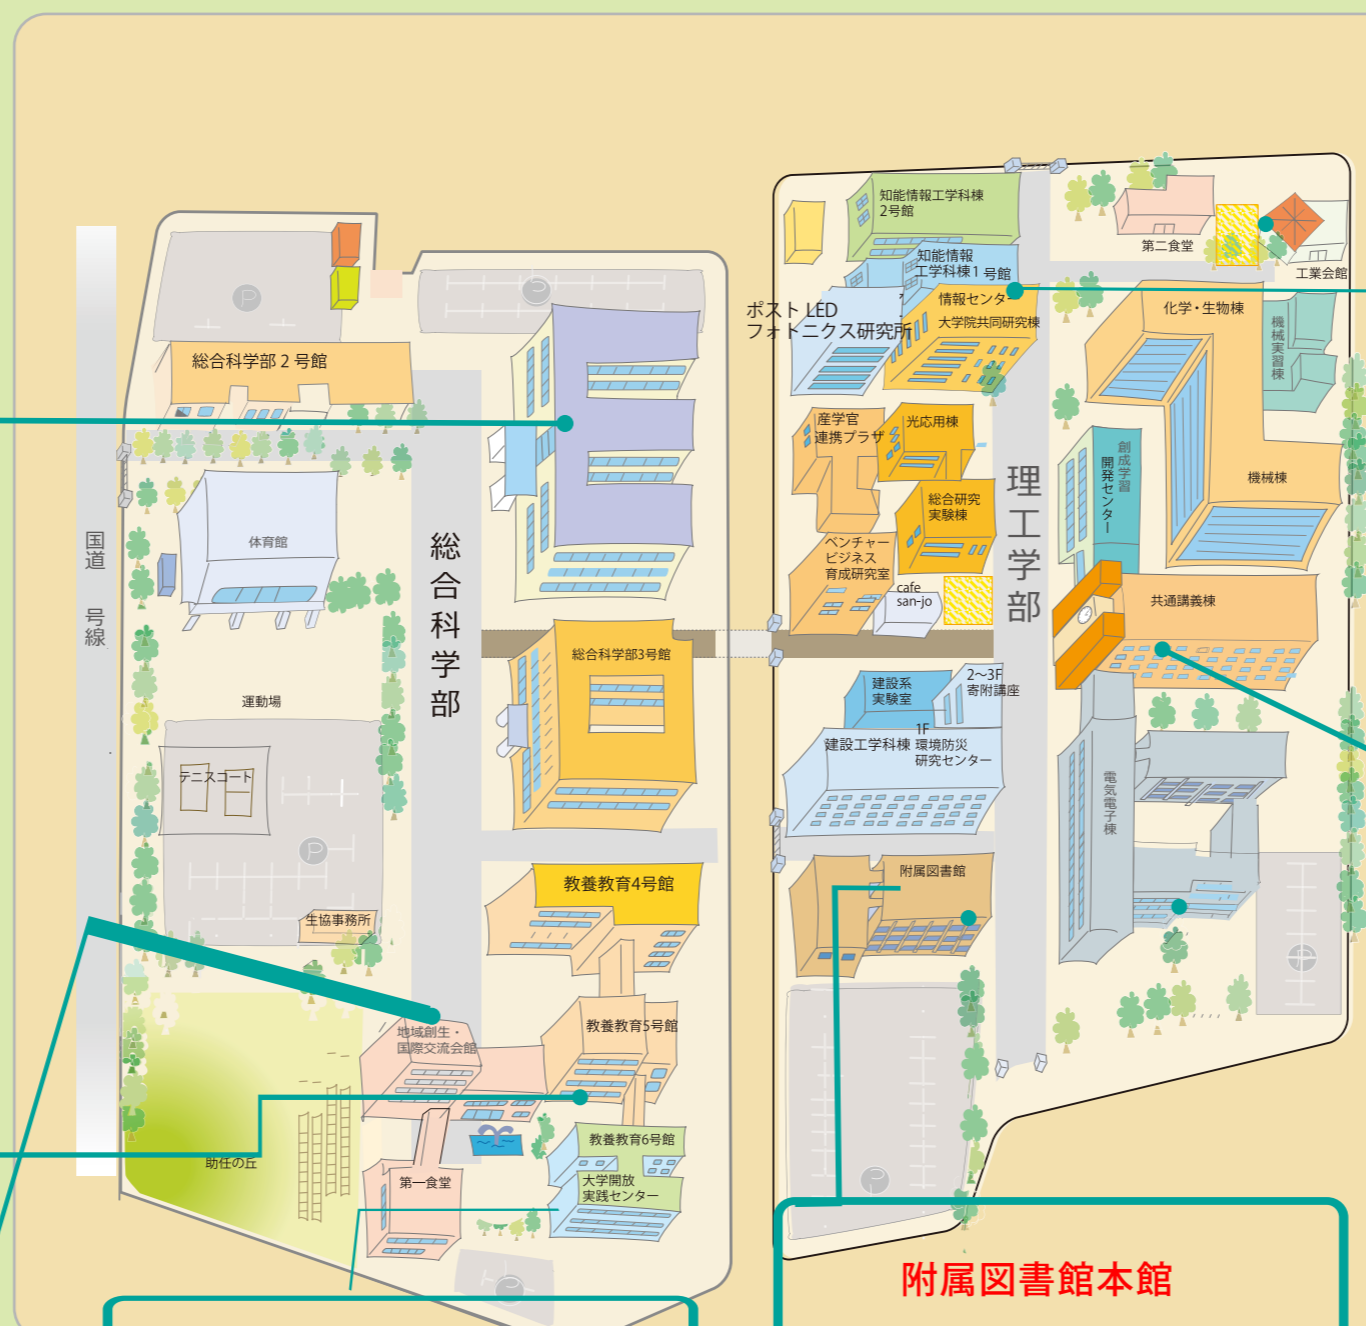 知能情報工学科棟
2号館
知能情報
工学科棟1 号館
第二食堂
工業会館
ポスト LED
フォトニクス研究所
情報センター
大学院共同研究棟
化学・生物棟
機械実習棟
総合科学部 2 号館
産学官
連携プラザ
光応用棟
創成学習
開発センター
機械棟
総合研究
実験棟
理工学部
国道 号線
体育館
総合科学部
ベンチャー
ビジネス
育成研究室
cafe
san-jo
共通講義棟
総合科学部3号館
建設系
実験室
2〜3F
寄附講座
運動場
建設工学科棟
1F
環境防災
研究センター
テニスコート
電気電子棟
P
P
P
教養教育4号館
附属図書館
生協事務所
P
地域創生・
国際交流会館
教養教育5号館
助任の丘
教養教育6号館
第一食堂
大学開放
実践センター
P
P
附属図書館本館